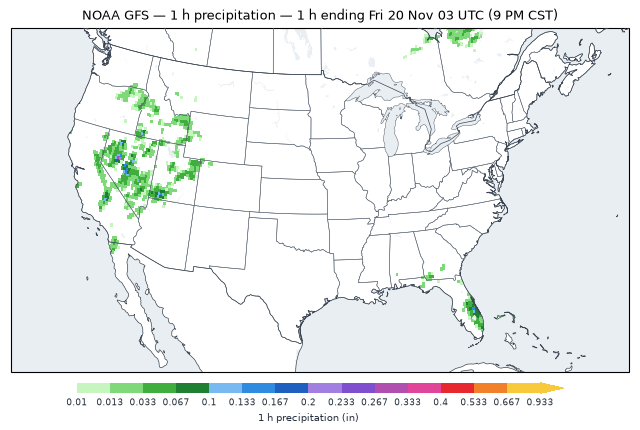 NOAA GFS — 1 h precipitation — 1 h ending Fri 20 Nov 03 UTC (9 PM CST)
0.01 0.013 0.033 0.067 0.1 0.133 0.167 0.2 0.233 0.267 0.333 0.4 0.533 0.667 0.933
1 h precipitation (in)